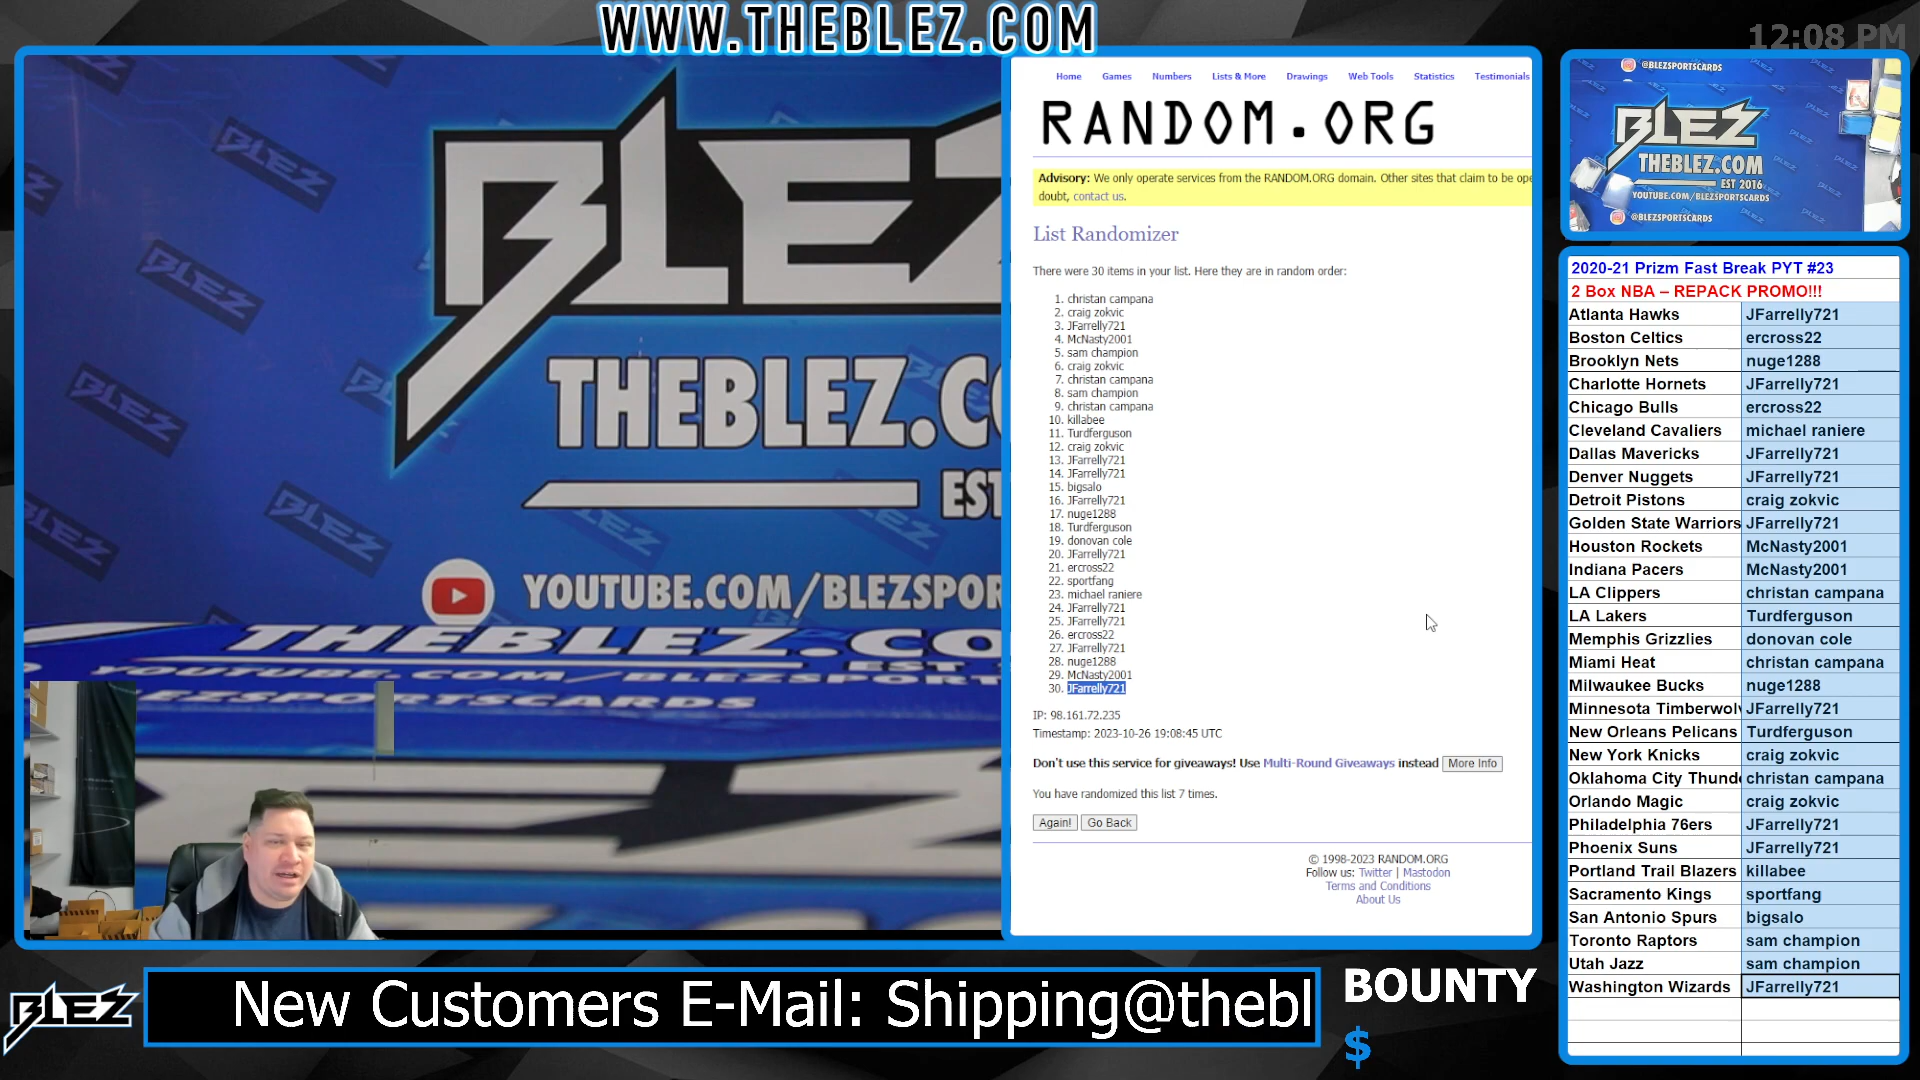 WWW.THEBLEZ.COM
12:08 PM
BLEZ
THEBLEZ.CO
EST
YOUTUBE.COM/BLEZSPOR
THEBLEZ.CO
EST
YOUTUBE.COM/BLEZSPORTS
BLEZSPORTSCARDS
Home Games Numbers Lists & More Drawings Web Tools Statistics Testimonials
RANDOM.ORG
Advisory: We only operate services from the RANDOM.ORG domain. Other sites that claim to be ope
doubt, contact us.
List Randomizer
There were 30 items in your list. Here they are in random order:
1. christan campana
2. craig zokvic
3. JFarrelly721
4. McNasty2001
5. sam champion
6. craig zokvic
7. christan campana
8. sam champion
9. christan campana
10. killabee
11. Turdferguson
12. craig zokvic
13. JFarrelly721
14. JFarrelly721
15. bigsalo
16. JFarrelly721
17. nuge1288
18. Turdferguson
19. donovan cole
20. JFarrelly721
21. ercross22
22. sportfang
23. michael raniere
24. JFarrelly721
25. JFarrelly721
26. ercross22
27. JFarrelly721
28. nuge1288
29. McNasty2001
30. JFarrelly721
IP: 98.161.72.235
Timestamp: 2023-10-26 19:08:45 UTC
Don't use this service for giveaways! Use Multi-Round Giveaways instead More Info
You have randomized this list 7 times.
Again! Go Back
© 1998-2023 RANDOM.ORG
Follow us: Twitter | Mastodon
Terms and Conditions
About Us
@BLEZSPORTSCARDS
BLEZ
THEBLEZ.COM
EST 2016
YOUTUBE.COM/BLEZSPORTSCARDS
@BLEZSPORTSCARDS
2020-21 Prizm Fast Break PYT #23
2 Box NBA – REPACK PROMO!!!
Atlanta Hawks JFarrelly721
Boston Celtics ercross22
Brooklyn Nets nuge1288
Charlotte Hornets JFarrelly721
Chicago Bulls ercross22
Cleveland Cavaliers michael raniere
Dallas Mavericks JFarrelly721
Denver Nuggets JFarrelly721
Detroit Pistons craig zokvic
Golden State Warriors JFarrelly721
Houston Rockets McNasty2001
Indiana Pacers McNasty2001
LA Clippers christan campana
LA Lakers Turdferguson
Memphis Grizzlies donovan cole
Miami Heat christan campana
Milwaukee Bucks nuge1288
Minnesota Timberwolv JFarrelly721
New Orleans Pelicans Turdferguson
New York Knicks craig zokvic
Oklahoma City Thunde christan campana
Orlando Magic craig zokvic
Philadelphia 76ers JFarrelly721
Phoenix Suns JFarrelly721
Portland Trail Blazers killabee
Sacramento Kings sportfang
San Antonio Spurs bigsalo
Toronto Raptors sam champion
Utah Jazz sam champion
Washington Wizards JFarrelly721
BLEZ
New Customers E-Mail: Shipping@thebl
BOUNTY
$